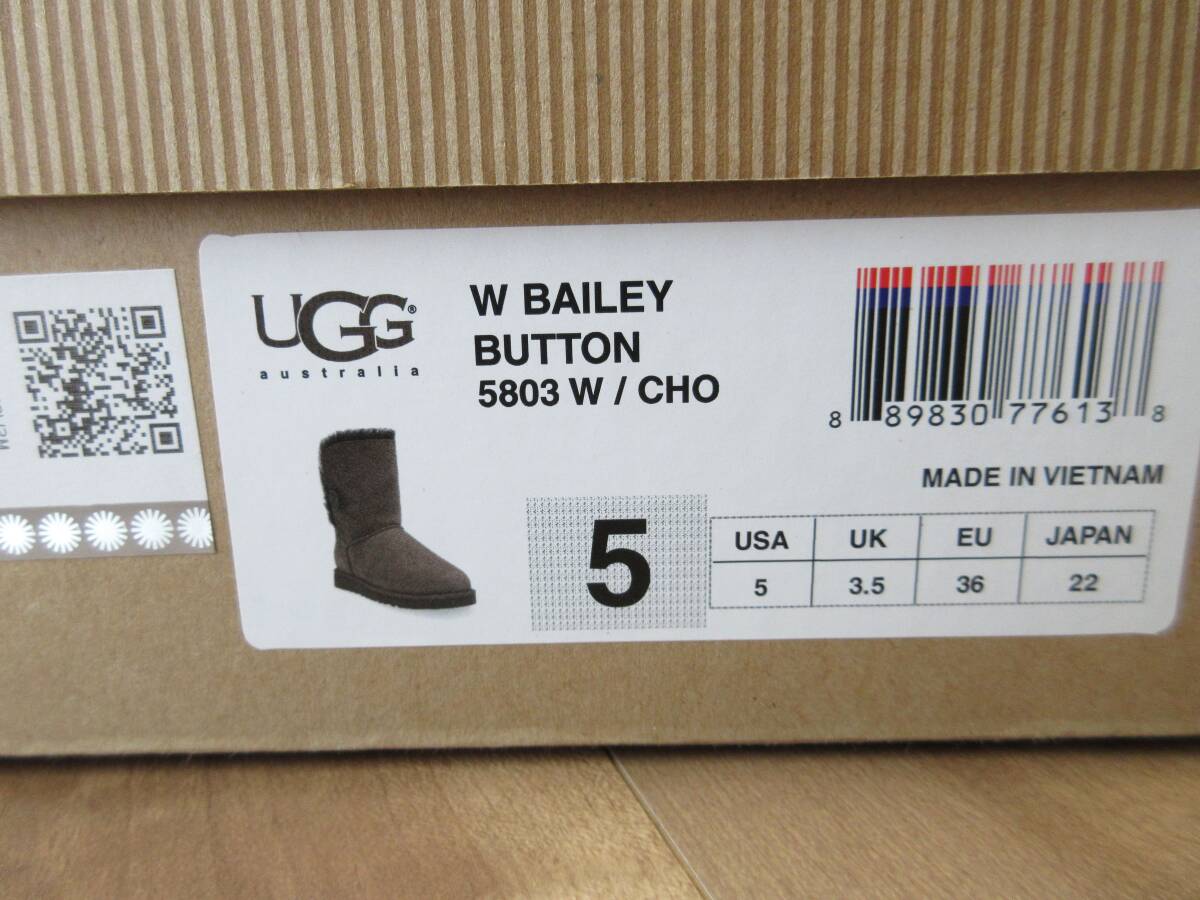 UGG®
australia
W BAILEY
BUTTON
5803 W / CHO
8 89830 77613 8
MADE IN VIETNAM
5
USA UK EU JAPAN
5 3.5 36 22